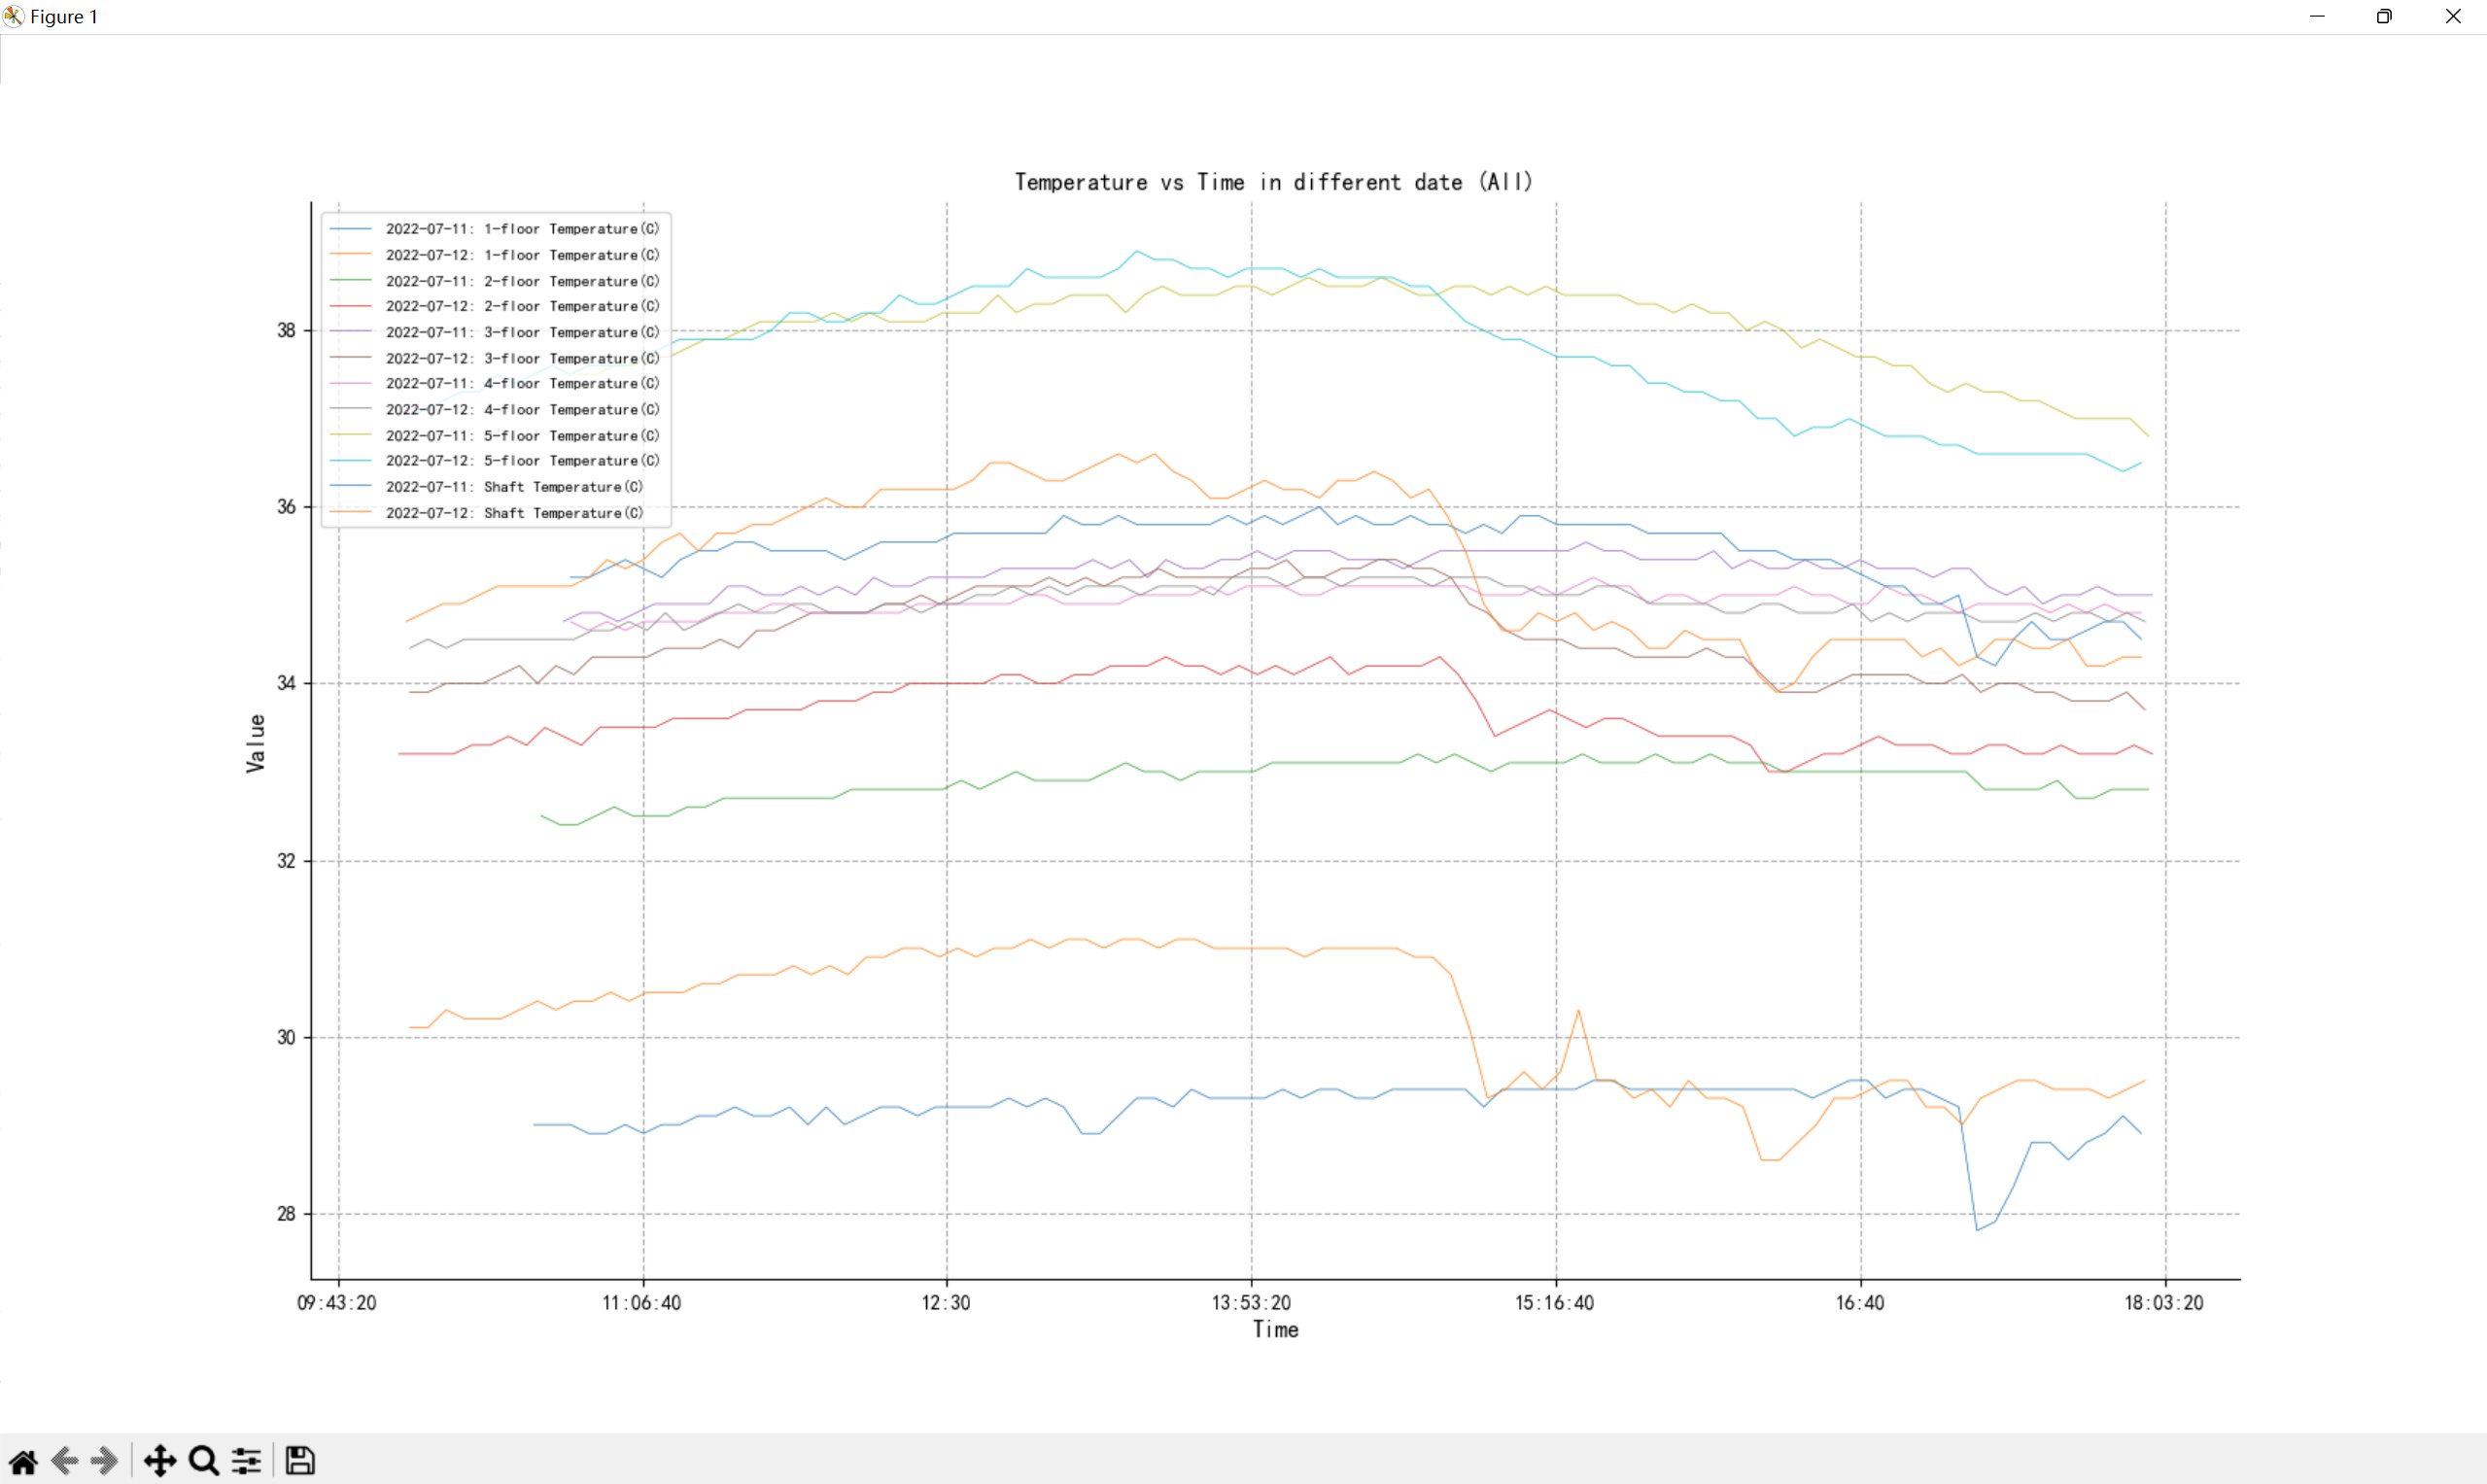 Figure 1
Temperature vs Time in different date (All)
2022-07-11: 1-floor Temperature(C)
2022-07-12: 1-floor Temperature(C)
2022-07-11: 2-floor Temperature(C)
2022-07-12: 2-floor Temperature(C)
2022-07-11: 3-floor Temperature(C)
2022-07-12: 3-floor Temperature(C)
2022-07-11: 4-floor Temperature(C)
2022-07-12: 4-floor Temperature(C)
2022-07-11: 5-floor Temperature(C)
2022-07-12: 5-floor Temperature(C)
2022-07-11: Shaft Temperature(C)
2022-07-12: Shaft Temperature(C)
38
36
34
32
30
28
Value
09:43:20
11:06:40
12:30
13:53:20
15:16:40
16:40
18:03:20
Time